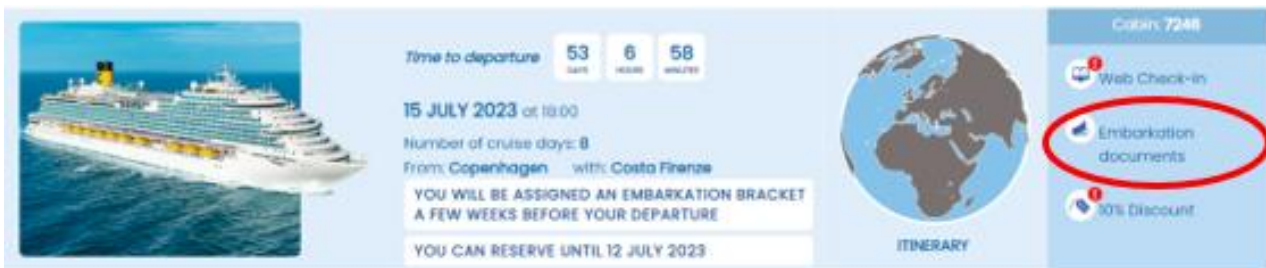 Time to departure 53 6 58
DAYS HOURS MINUTES
15 JULY 2023 at 18:00
Number of cruise days: 8
From: Copenhagen with: Costa Firenze
YOU WILL BE ASSIGNED AN EMBARKATION BRACKET
A FEW WEEKS BEFORE YOUR DEPARTURE
YOU CAN RESERVE UNTIL 12 JULY 2023
ITINERARY
Cabin: 7246
Web Check-in
Embarkation
documents
10% Discount